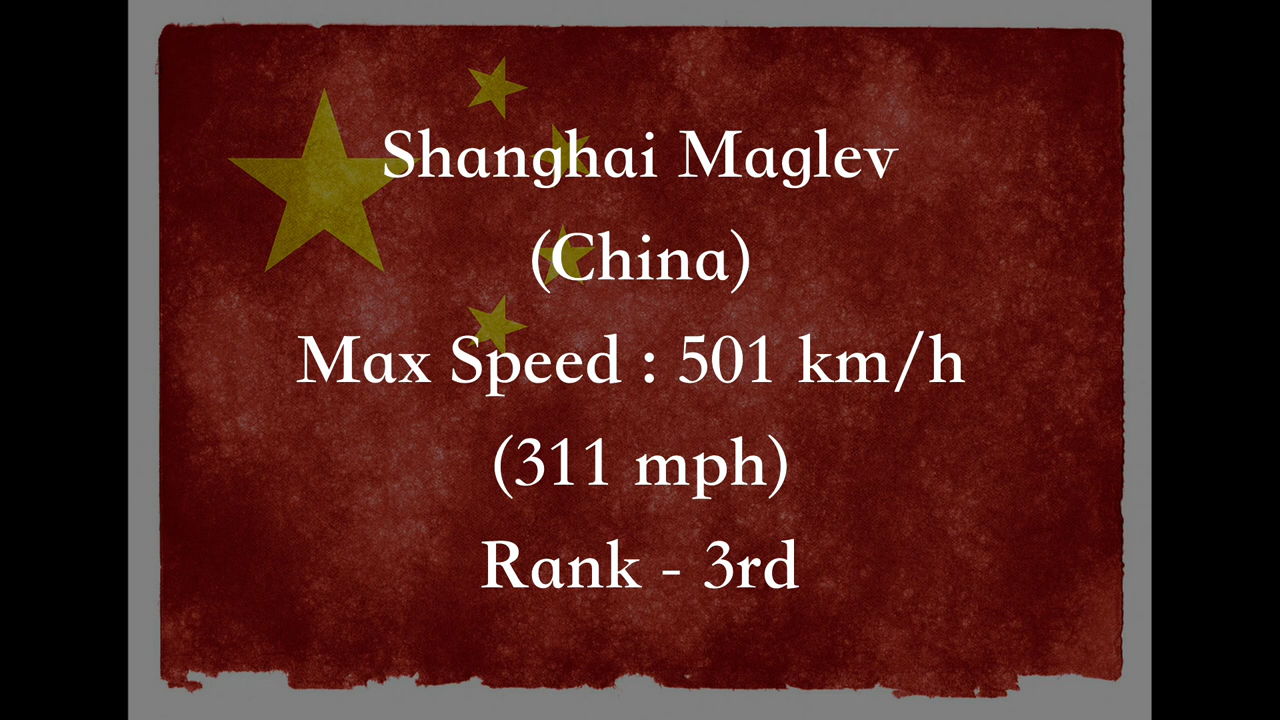 Shanghai Maglev
(China)
Max Speed : 501 km/h
(311 mph)
Rank - 3rd